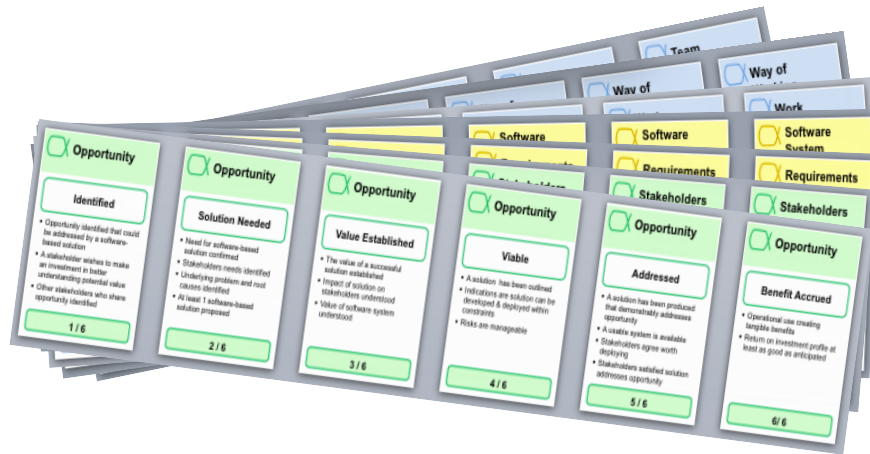 Team
Way of
Way of
Work
Software
Software
Software
System
Requirements
Requirements
Requirements
Stakeholders
Stakeholders
Stakeholders
Opportunity
Identified
• Opportunity identified that could
be addressed by a software-
based solution
• A stakeholder wishes to make
an investment in better
understanding potential value
• Other stakeholders who share
opportunity identified
1 / 6
Opportunity
Solution Needed
• Need for software-based
solution confirmed
• Stakeholders needs identified
• Underlying problem and root
causes identified
• At least 1 software-based
solution proposed
2 / 6
Opportunity
Value Established
• The value of a successful
solution established
• Impact of solution on
stakeholders understood
• Value of software system
understood
3 / 6
Opportunity
Viable
• A solution has been outlined
• Indications are solution can be
developed & deployed within
constraints
• Risks are manageable
4 / 6
Opportunity
Addressed
• A solution has been produced
that demonstrably addresses
opportunity
• A usable system is available
• Stakeholders agree worth
deploying
• Stakeholders satisfied solution
addresses opportunity
5 / 6
Opportunity
Benefit Accrued
• Operational use creating
tangible benefits
• Return on investment profile at
least as good as anticipated
6/ 6